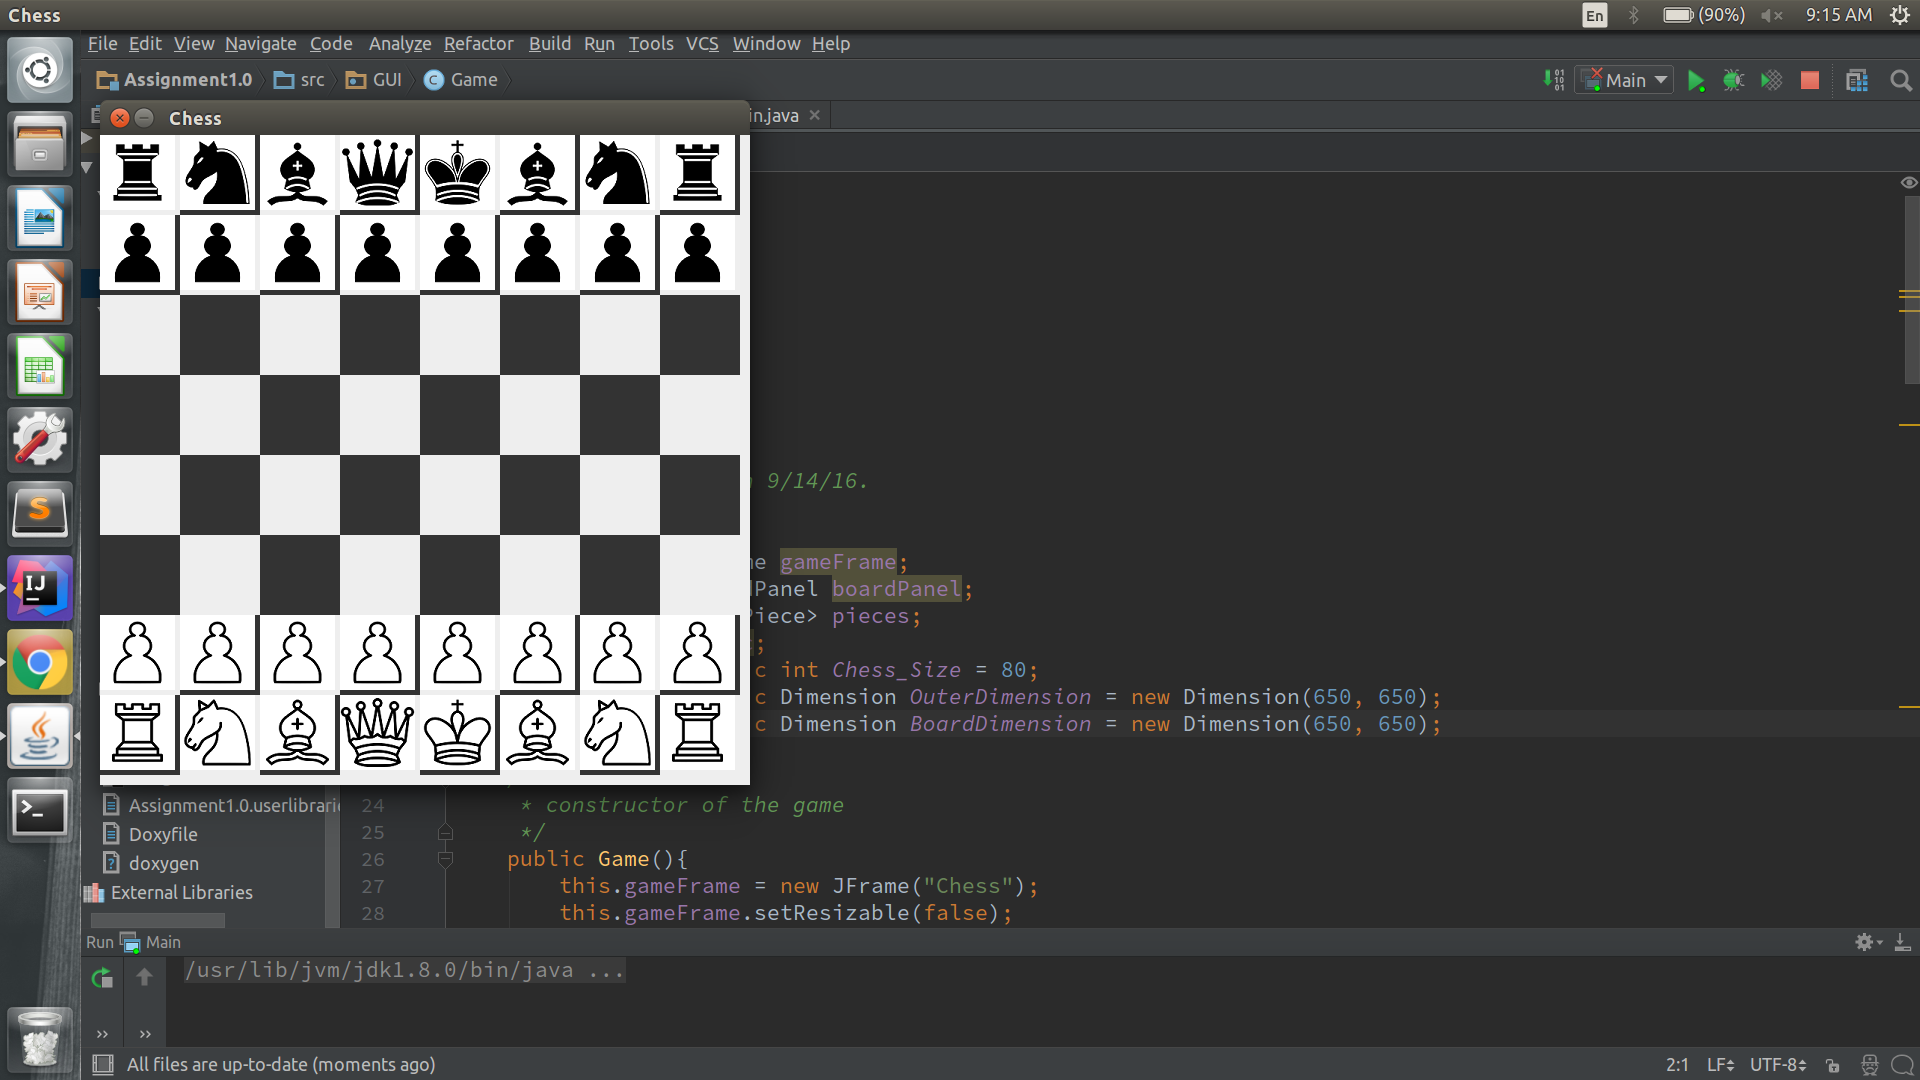 Chess
En (90%) 9:15 AM
File Edit View Navigate Code Analyze Refactor Build Run Tools VCS Window Help
Assignment1.0 src GUI C Game
Main
Chess
in.java
9/14/16.
gameFrame;
Panel boardPanel;
Piece> pieces;
;
c int Chess_Size = 80;
c Dimension OuterDimension = new Dimension(650, 650);
c Dimension BoardDimension = new Dimension(650, 650);
Assignment1.0.userlibrarie
24 * constructor of the game
Doxyfile
25 */
doxygen
26 public Game(){
External Libraries
27 this.gameFrame = new JFrame("Chess");
28 this.gameFrame.setResizable(false);
Run Main
/usr/lib/jvm/jdk1.8.0/bin/java ...
All files are up-to-date (moments ago) 2:1 LF UTF-8